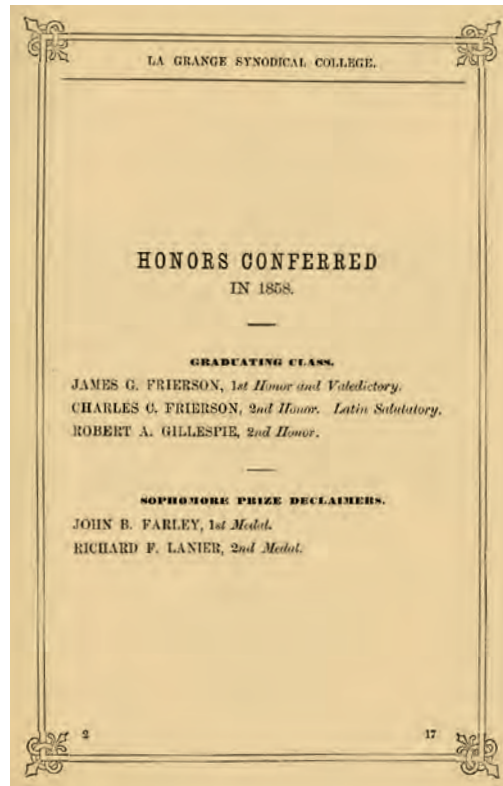 LA GRANGE SYNODICAL COLLEGE.
HONORS CONFERRED
IN 1858.
GRADUATING CLASS.
JAMES G. FRIERSON, 1st Honor and Valedictory.
CHARLES C. FRIERSON, 2nd Honor. Latin Salutatory.
ROBERT A. GILLESPIE, 2nd Honor.
SOPHOMORE PRIZE DECLAIMERS.
JOHN B. FARLEY, 1st Medal.
RICHARD F. LANIER, 2nd Medal.
2 17